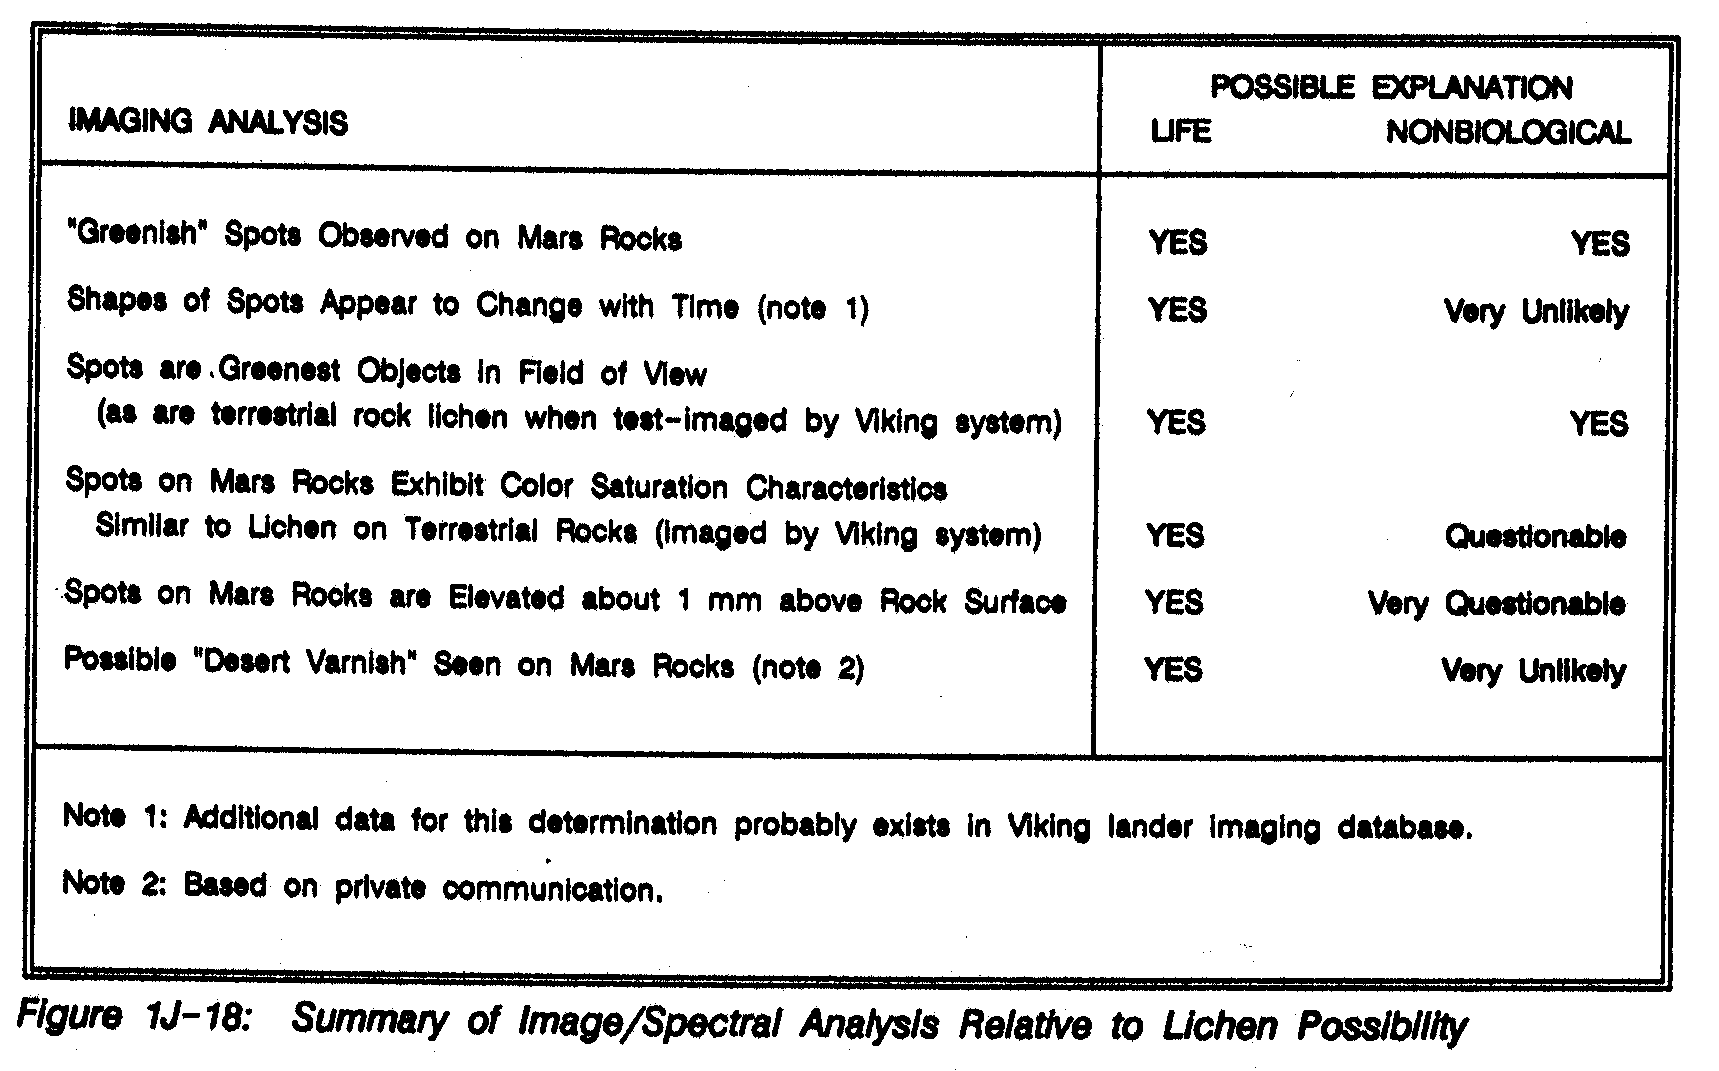 POSSIBLE EXPLANATION
IMAGING ANALYSIS LIFE NONBIOLOGICAL
"Greenish" Spots Observed on Mars Rocks YES YES
Shapes of Spots Appear to Change with Time (note 1) YES Very Unlikely
Spots are Greenest Objects in Field of View
(as are terrestrial rock lichen when test-imaged by Viking system) YES YES
Spots on Mars Rocks Exhibit Color Saturation Characteristics
Similar to Lichen on Terrestrial Rocks (imaged by Viking system) YES Questionable
Spots on Mars Rocks are Elevated about 1 mm above Rock Surface YES Very Questionable
Possible "Desert Varnish" Seen on Mars Rocks (note 2) YES Very Unlikely
Note 1: Additional data for this determination probably exists in Viking lander imaging database.
Note 2: Based on private communication.
Figure 1J-18: Summary of Image/Spectral Analysis Relative to Lichen Possibility